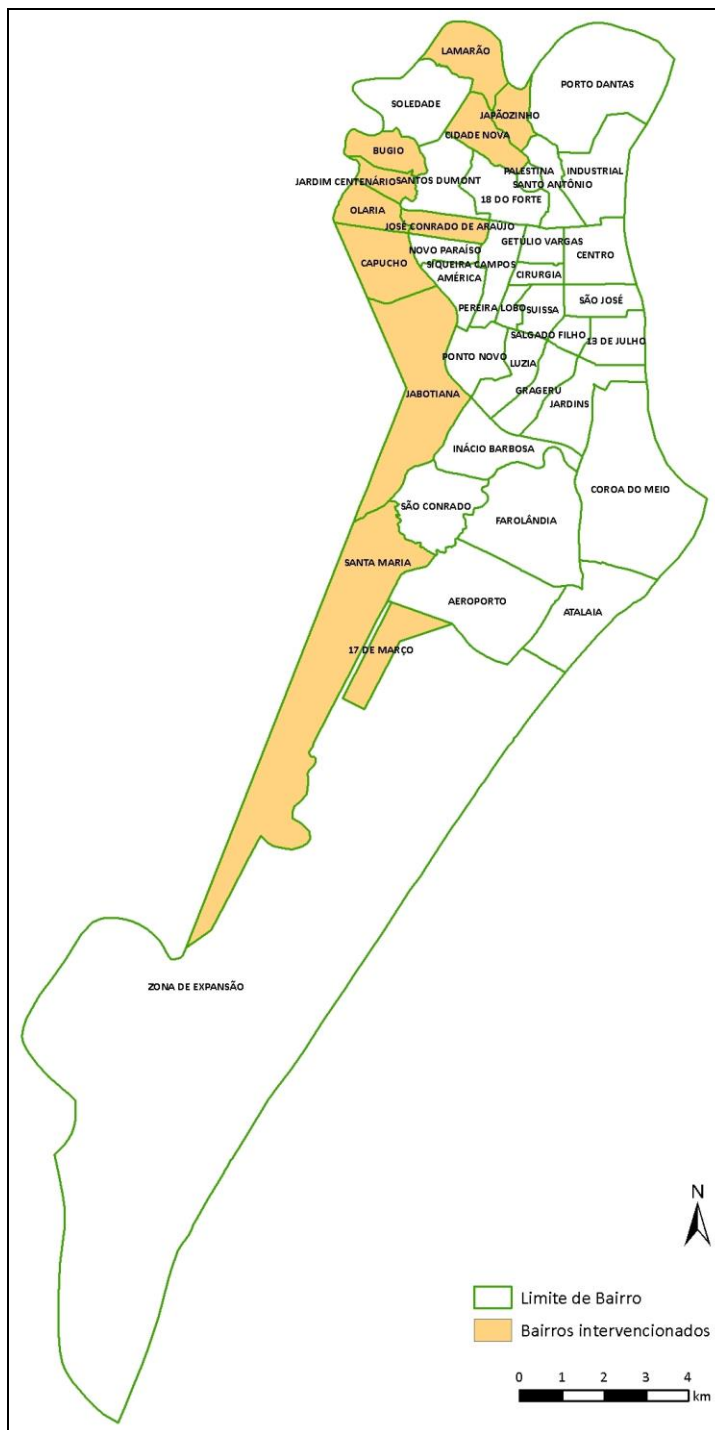 LAMARÃO
PORTO DANTAS
SOLEDADE
JAPÃOZINHO
CIDADE NOVA
BUGIO
PALESTINA
INDUSTRIAL
JARDIM CENTENÁRIO
SANTOS DUMONT
SANTO ANTÔNIO
18 DO FORTE
OLARIA
JOSÉ CONRADO DE ARAÚJO
GETÚLIO VARGAS
NOVO PARAÍSO
CENTRO
CAPUCHO
SIQUEIRA CAMPOS
CIRURGIA
AMÉRICA
SÃO JOSÉ
PEREIRA LOBO
SUISSA
SALGADO FILHO
13 DE JULHO
PONTO NOVO
LUZIA
JABOTIANA
GRAGERU
JARDINS
INÁCIO BARBOSA
COROA DO MEIO
SÃO CONRADO
FAROLÂNDIA
SANTA MARIA
AEROPORTO
ATALAIA
17 DE MARÇO
ZONA DE EXPANSÃO
N
Limite de Bairro
Bairros intervencionados
0 1 2 3 4
km